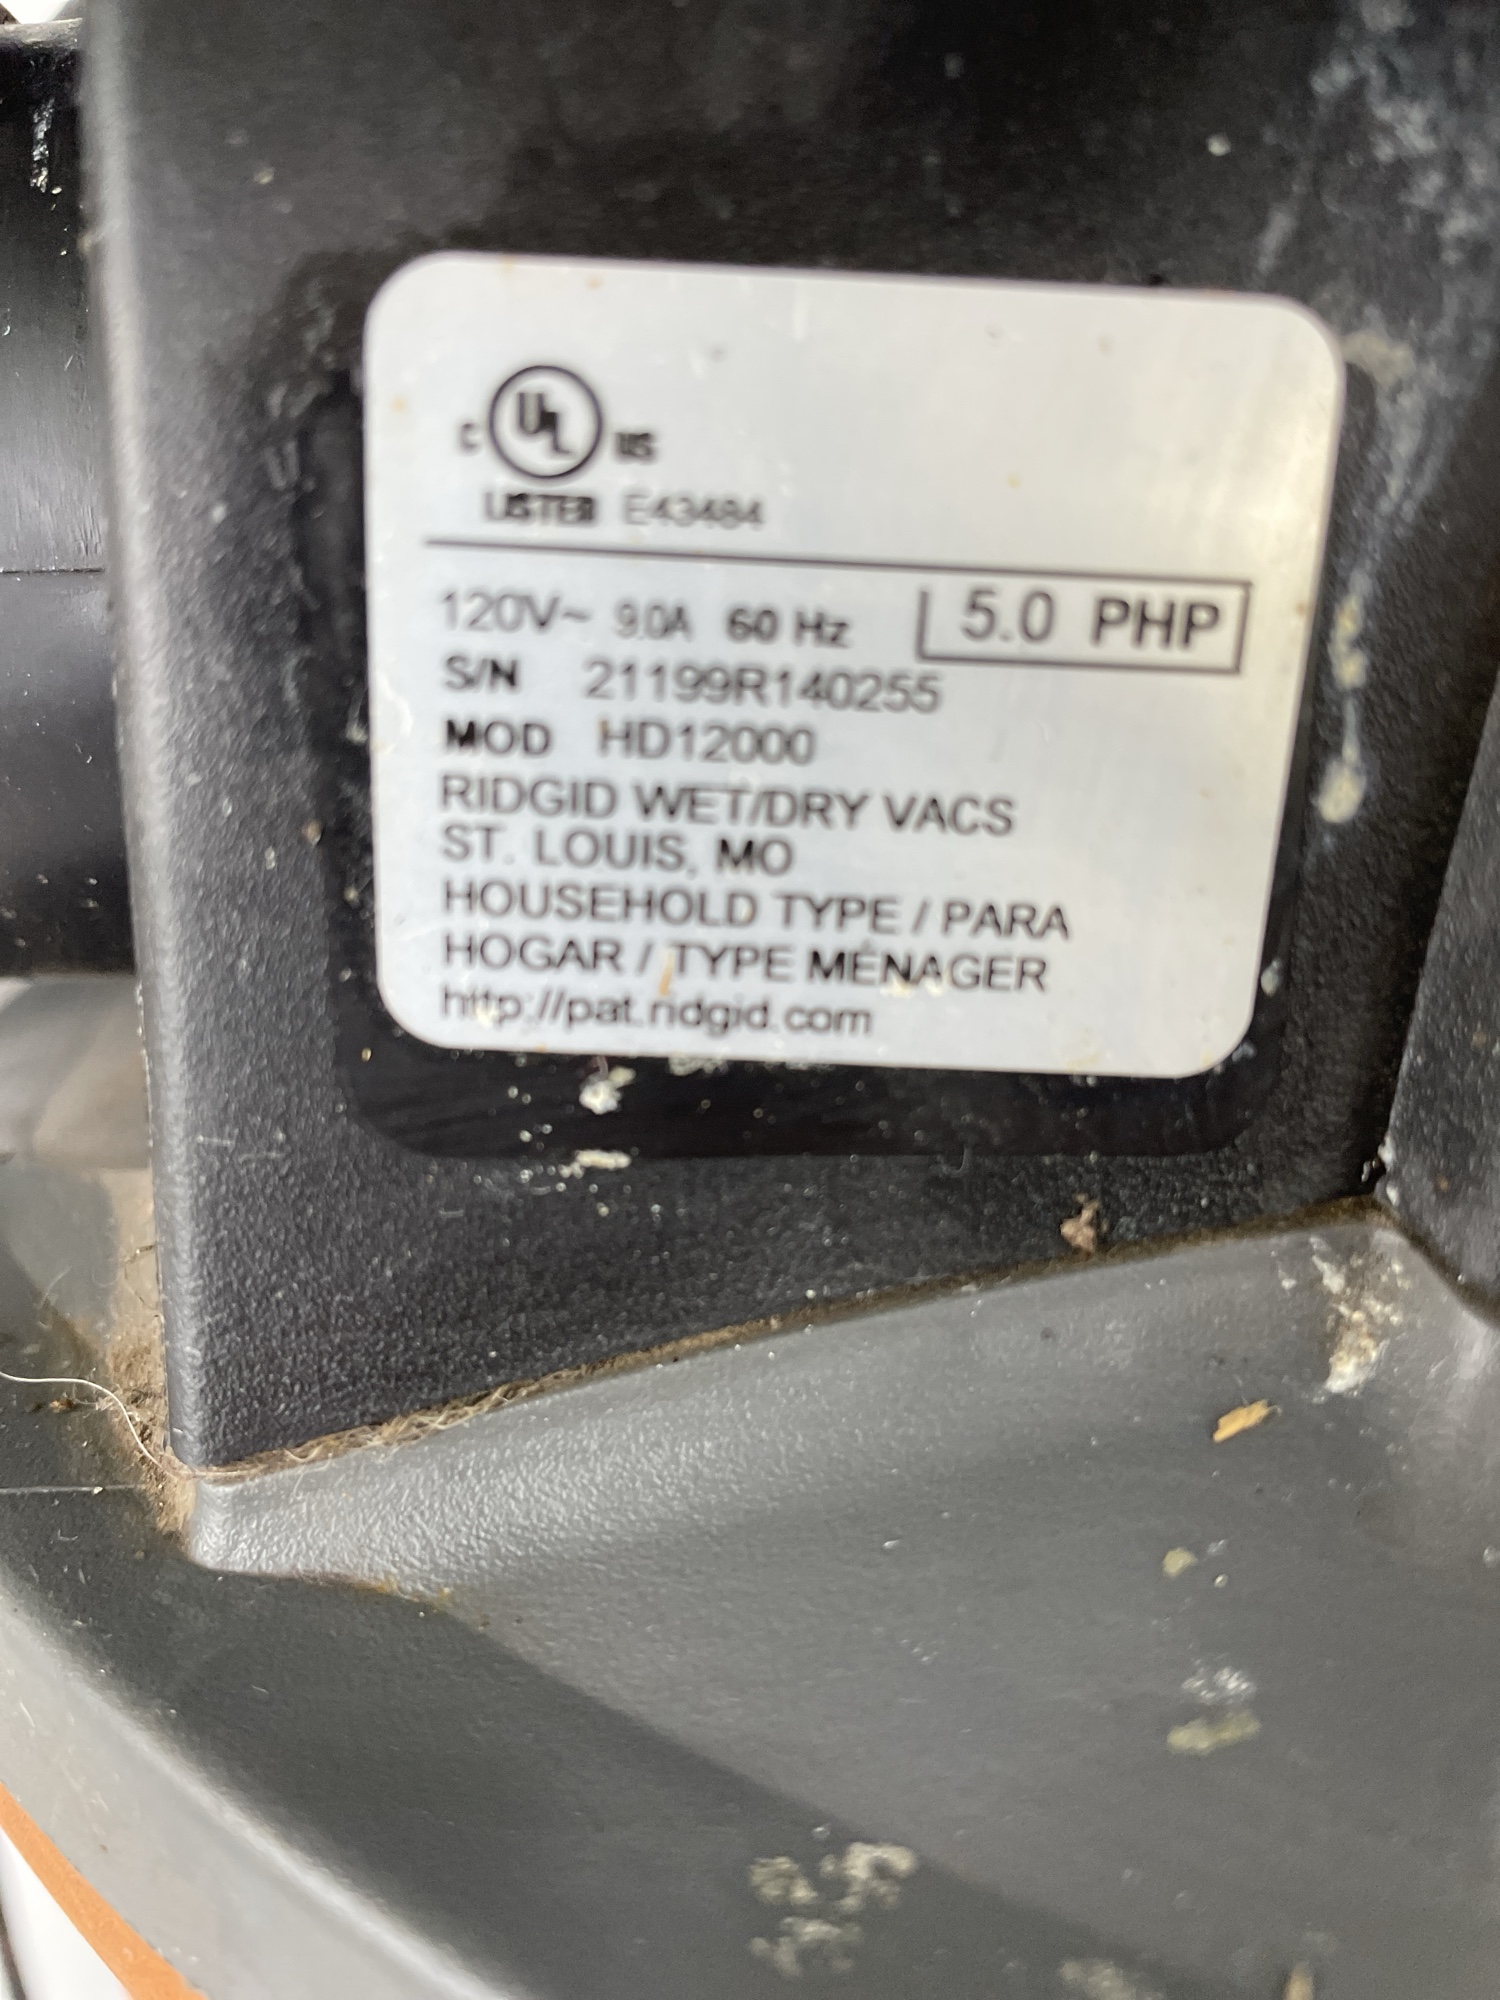 C UL US
LISTED E43484
120V~ 9.0A 60 Hz 5.0 PHP
S/N 21199R140255
MOD HD12000
RIDGID WET/DRY VACS
ST. LOUIS, MO
HOUSEHOLD TYPE / PARA
HOGAR / TYPE MÉNAGER
http://pat.ridgid.com